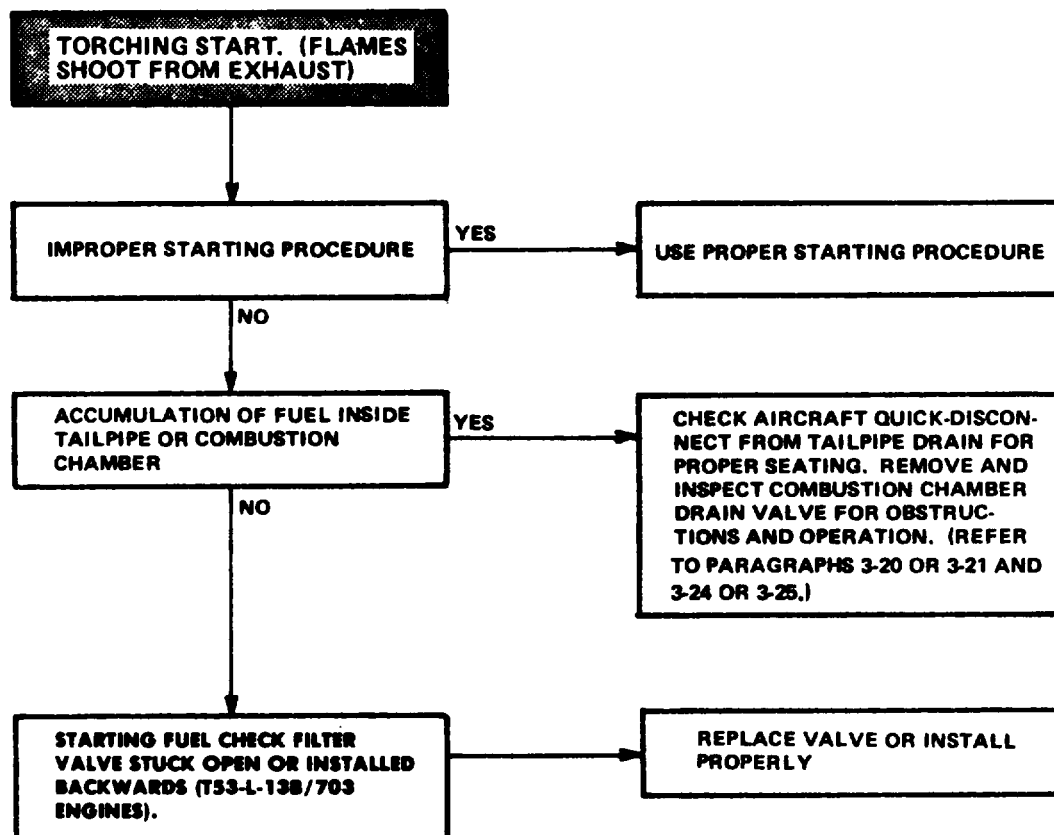 TORCHING START. (FLAMES
SHOOT FROM EXHAUST)
IMPROPER STARTING PROCEDURE
YES
USE PROPER STARTING PROCEDURE
NO
ACCUMULATION OF FUEL INSIDE
TAILPIPE OR COMBUSTION
CHAMBER
YES
CHECK AIRCRAFT QUICK-DISCON-
NECT FROM TAILPIPE DRAIN FOR
PROPER SEATING. REMOVE AND
INSPECT COMBUSTION CHAMBER
DRAIN VALVE FOR OBSTRUC-
TIONS AND OPERATION. (REFER
TO PARAGRAPHS 3-20 OR 3-21 AND
3-24 OR 3-25.)
NO
STARTING FUEL CHECK FILTER
VALVE STUCK OPEN OR INSTALLED
BACKWARDS (T53-L-13B/703
ENGINES).
REPLACE VALVE OR INSTALL
PROPERLY